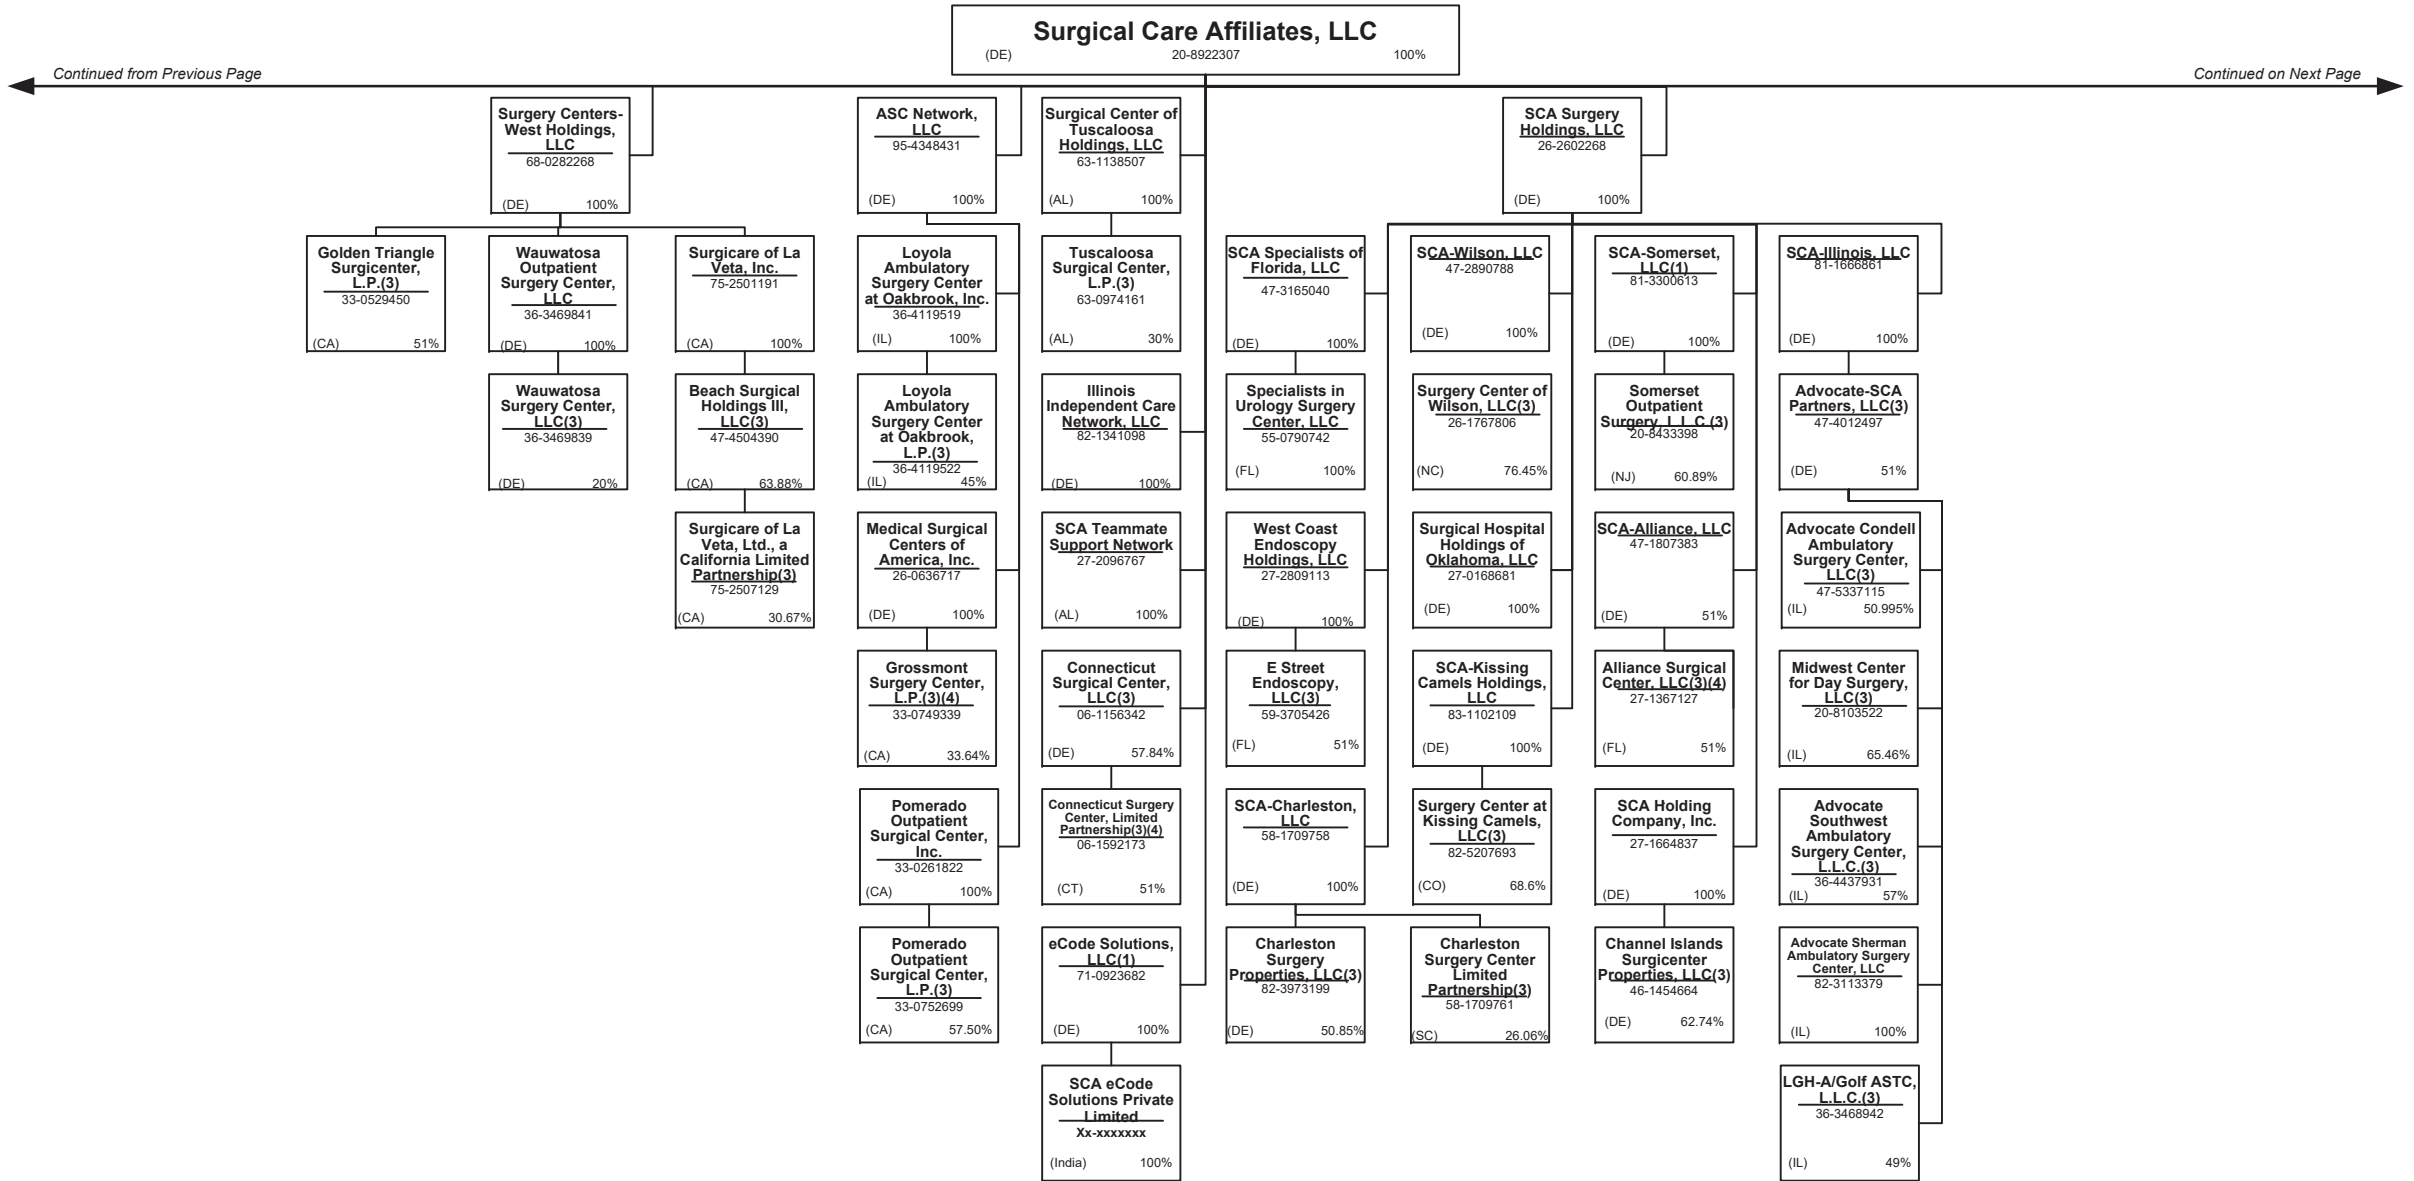 Surgical Care Affiliates, LLC
(DE) 20-8922307 100%
Continued from Previous Page
Continued on Next Page
Surgery Centers-
West Holdings,
LLC
68-0282268
(DE) 100%
ASC Network,
LLC
95-4348431
(DE) 100%
Surgical Center of
Tuscaloosa
Holdings, LLC
63-1138507
(AL) 100%
SCA Surgery
Holdings, LLC
26-2602268
(DE) 100%
Golden Triangle
Surgicenter,
L.P.(3)
33-0529450
(CA) 51%
Wauwatosa
Outpatient
Surgery Center,
LLC
36-3469841
(DE) 100%
Surgicare of La
Veta, Inc.
75-2501191
(CA) 100%
Loyola
Ambulatory
Surgery Center
at Oakbrook, Inc.
36-4119519
(IL) 100%
Tuscaloosa
Surgical Center,
L.P.(3)
63-0974161
(AL) 30%
SCA Specialists of
Florida, LLC
47-3165040
(DE) 100%
SCA-Wilson, LLC
47-2890788
(DE) 100%
SCA-Somerset,
LLC(1)
81-3300613
(DE) 100%
SCA-Illinois, LLC
81-1666861
(DE) 100%
Wauwatosa
Surgery Center,
LLC(3)
36-3469839
(DE) 20%
Beach Surgical
Holdings III,
LLC(3)
47-4504390
(CA) 63.88%
Loyola
Ambulatory
Surgery Center
at Oakbrook,
L.P.(3)
36-4119522
(IL) 45%
Illinois
Independent Care
Network, LLC
82-1341098
(DE) 100%
Specialists in
Urology Surgery
Center, LLC
55-0790742
(FL) 100%
Surgery Center of
Wilson, LLC(3)
26-1767806
(NC) 76.45%
Somerset
Outpatient
Surgery, L.L.C.(3)
20-8433398
(NJ) 60.89%
Advocate-SCA
Partners, LLC(3)
47-4012497
(DE) 51%
Surgicare of La
Veta, Ltd., a
California Limited
Partnership(3)
75-2507129
(CA) 30.67%
Medical Surgical
Centers of
America, Inc.
26-0636717
(DE) 100%
SCA Teammate
Support Network
27-2096767
(AL) 100%
West Coast
Endoscopy
Holdings, LLC
27-2809113
(DE) 100%
Surgical Hospital
Holdings of
Oklahoma, LLC
27-0168681
(DE) 100%
SCA-Alliance, LLC
47-1807383
(DE) 51%
Advocate Condell
Ambulatory
Surgery Center,
LLC(3)
47-5337115
(IL) 50.995%
Grossmont
Surgery Center,
L.P.(3)(4)
33-0749339
(CA) 33.64%
Connecticut
Surgical Center,
LLC(3)
06-1156342
(DE) 57.84%
E Street
Endoscopy,
LLC(3)
59-3705426
(FL) 51%
SCA-Kissing
Camels Holdings,
LLC
83-1102109
(DE) 100%
Alliance Surgical
Center, LLC(3)(4)
27-1367127
(FL) 51%
Midwest Center
for Day Surgery,
LLC(3)
20-8103522
(IL) 65.46%
Pomerado
Outpatient
Surgical Center,
Inc.
33-0261822
(CA) 100%
Connecticut Surgery
Center, Limited
Partnership(3)(4)
06-1592173
(CT) 51%
SCA-Charleston,
LLC
58-1709758
(DE) 100%
Surgery Center at
Kissing Camels,
LLC(3)
82-5207693
(CO) 68.6%
SCA Holding
Company, Inc.
27-1664837
(DE) 100%
Advocate
Southwest
Ambulatory
Surgery Center,
L.L.C.(3)
36-4437931
(IL) 57%
Pomerado
Outpatient
Surgical Center,
L.P.(3)
33-0752699
(CA) 57.50%
eCode Solutions,
LLC(1)
71-0923682
(DE) 100%
Charleston
Surgery
Properties, LLC(3)
82-3973199
(DE) 50.85%
Charleston
Surgery Center
Limited
Partnership(3)
58-1709761
(SC) 26.06%
Channel Islands
Surgicenter
Properties, LLC(3)
46-1454664
(DE) 62.74%
Advocate Sherman
Ambulatory Surgery
Center, LLC
82-3113379
(IL) 100%
SCA eCode
Solutions Private
Limited
Xx-xxxxxxx
(India) 100%
LGH-A/Golf ASTC,
L.L.C.(3)
36-3468942
(IL) 49%